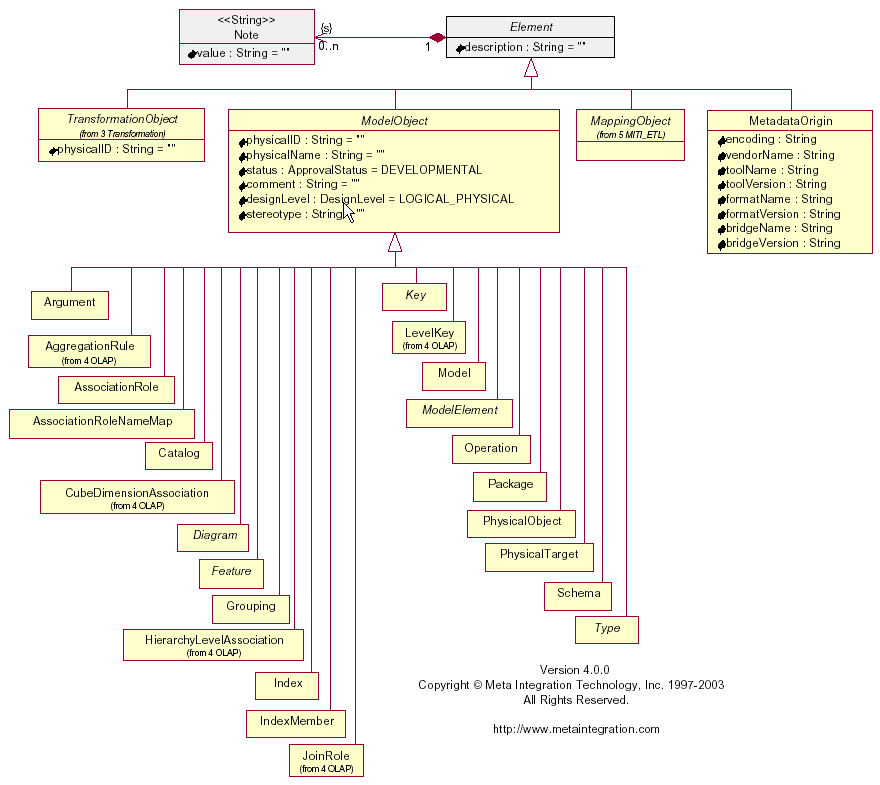 <<String>>
Note
value : String = ""
{s}
0..n
1
Element
description : String = ""
TransformationObject
(from 3 Transformation)
physicalID : String = ""
ModelObject
physicalID : String = ""
physicalName : String = ""
status : ApprovalStatus = DEVELOPMENTAL
comment : String = ""
designLevel : DesignLevel = LOGICAL_PHYSICAL
stereotype : String = ""
MappingObject
(from 5 MITI_ETL)
MetadataOrigin
encoding : String
vendorName : String
toolName : String
toolVersion : String
formatName : String
formatVersion : String
bridgeName : String
bridgeVersion : String
Argument
AggregationRule
(from 4 OLAP)
AssociationRole
AssociationRoleNameMap
Catalog
CubeDimensionAssociation
(from 4 OLAP)
Diagram
Feature
Grouping
HierarchyLevelAssociation
(from 4 OLAP)
Index
IndexMember
JoinRole
(from 4 OLAP)
Key
LevelKey
(from 4 OLAP)
Model
ModelElement
Operation
Package
PhysicalObject
PhysicalTarget
Schema
Type
Version 4.0.0
Copyright © Meta Integration Technology, Inc. 1997-2003
All Rights Reserved.
http://www.metaintegration.com